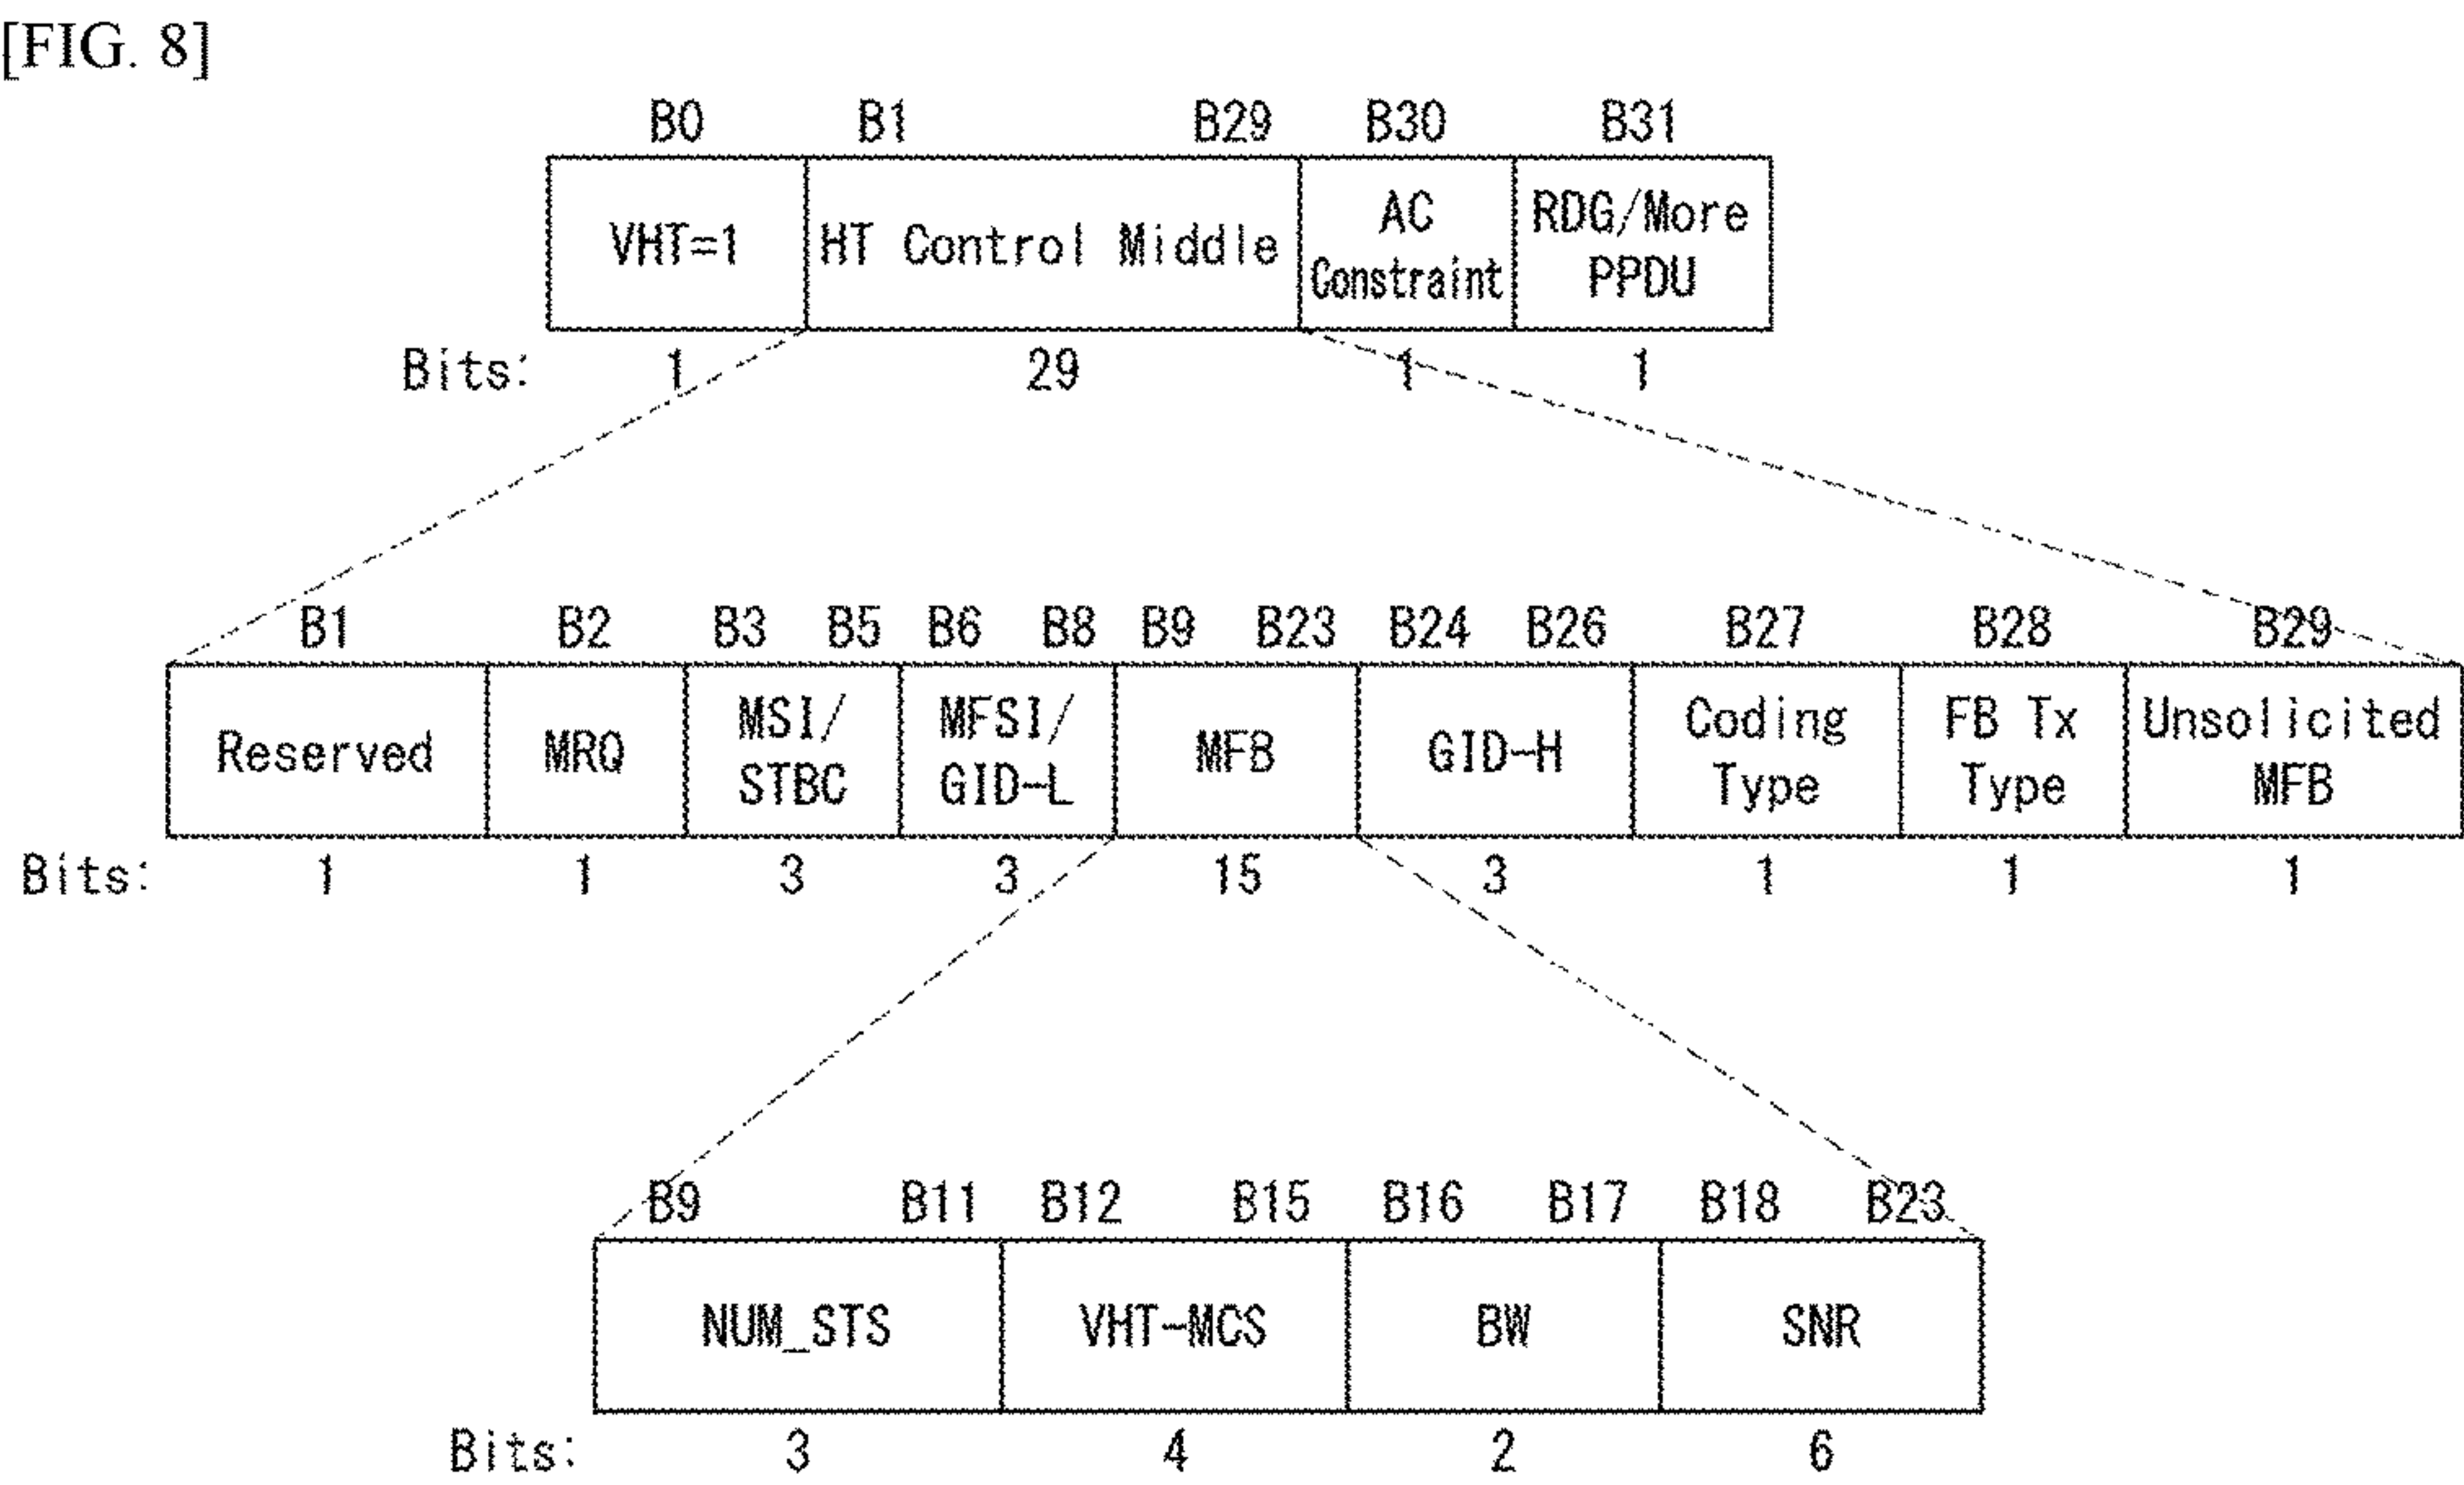 [FIG. 8]
B0 B1 B29 B30 B31
VHT=1 HT Control Middle AC Constraint RDG/More PPDU
Bits: 1 29 1 1
B1 B2 B3 B5 B6 B8 B9 B23 B24 B26 B27 B28 B29
Reserved MRQ MSI/ STBC MFSI/ GID-L MFB GID-H Coding Type FB Tx Type Unsolicited MFB
Bits: 1 1 3 3 15 3 1 1 1
B9 B11 B12 B15 B16 B17 B18 B23
NUM_STS VHT-MCS BW SNR
Bits: 3 4 2 6